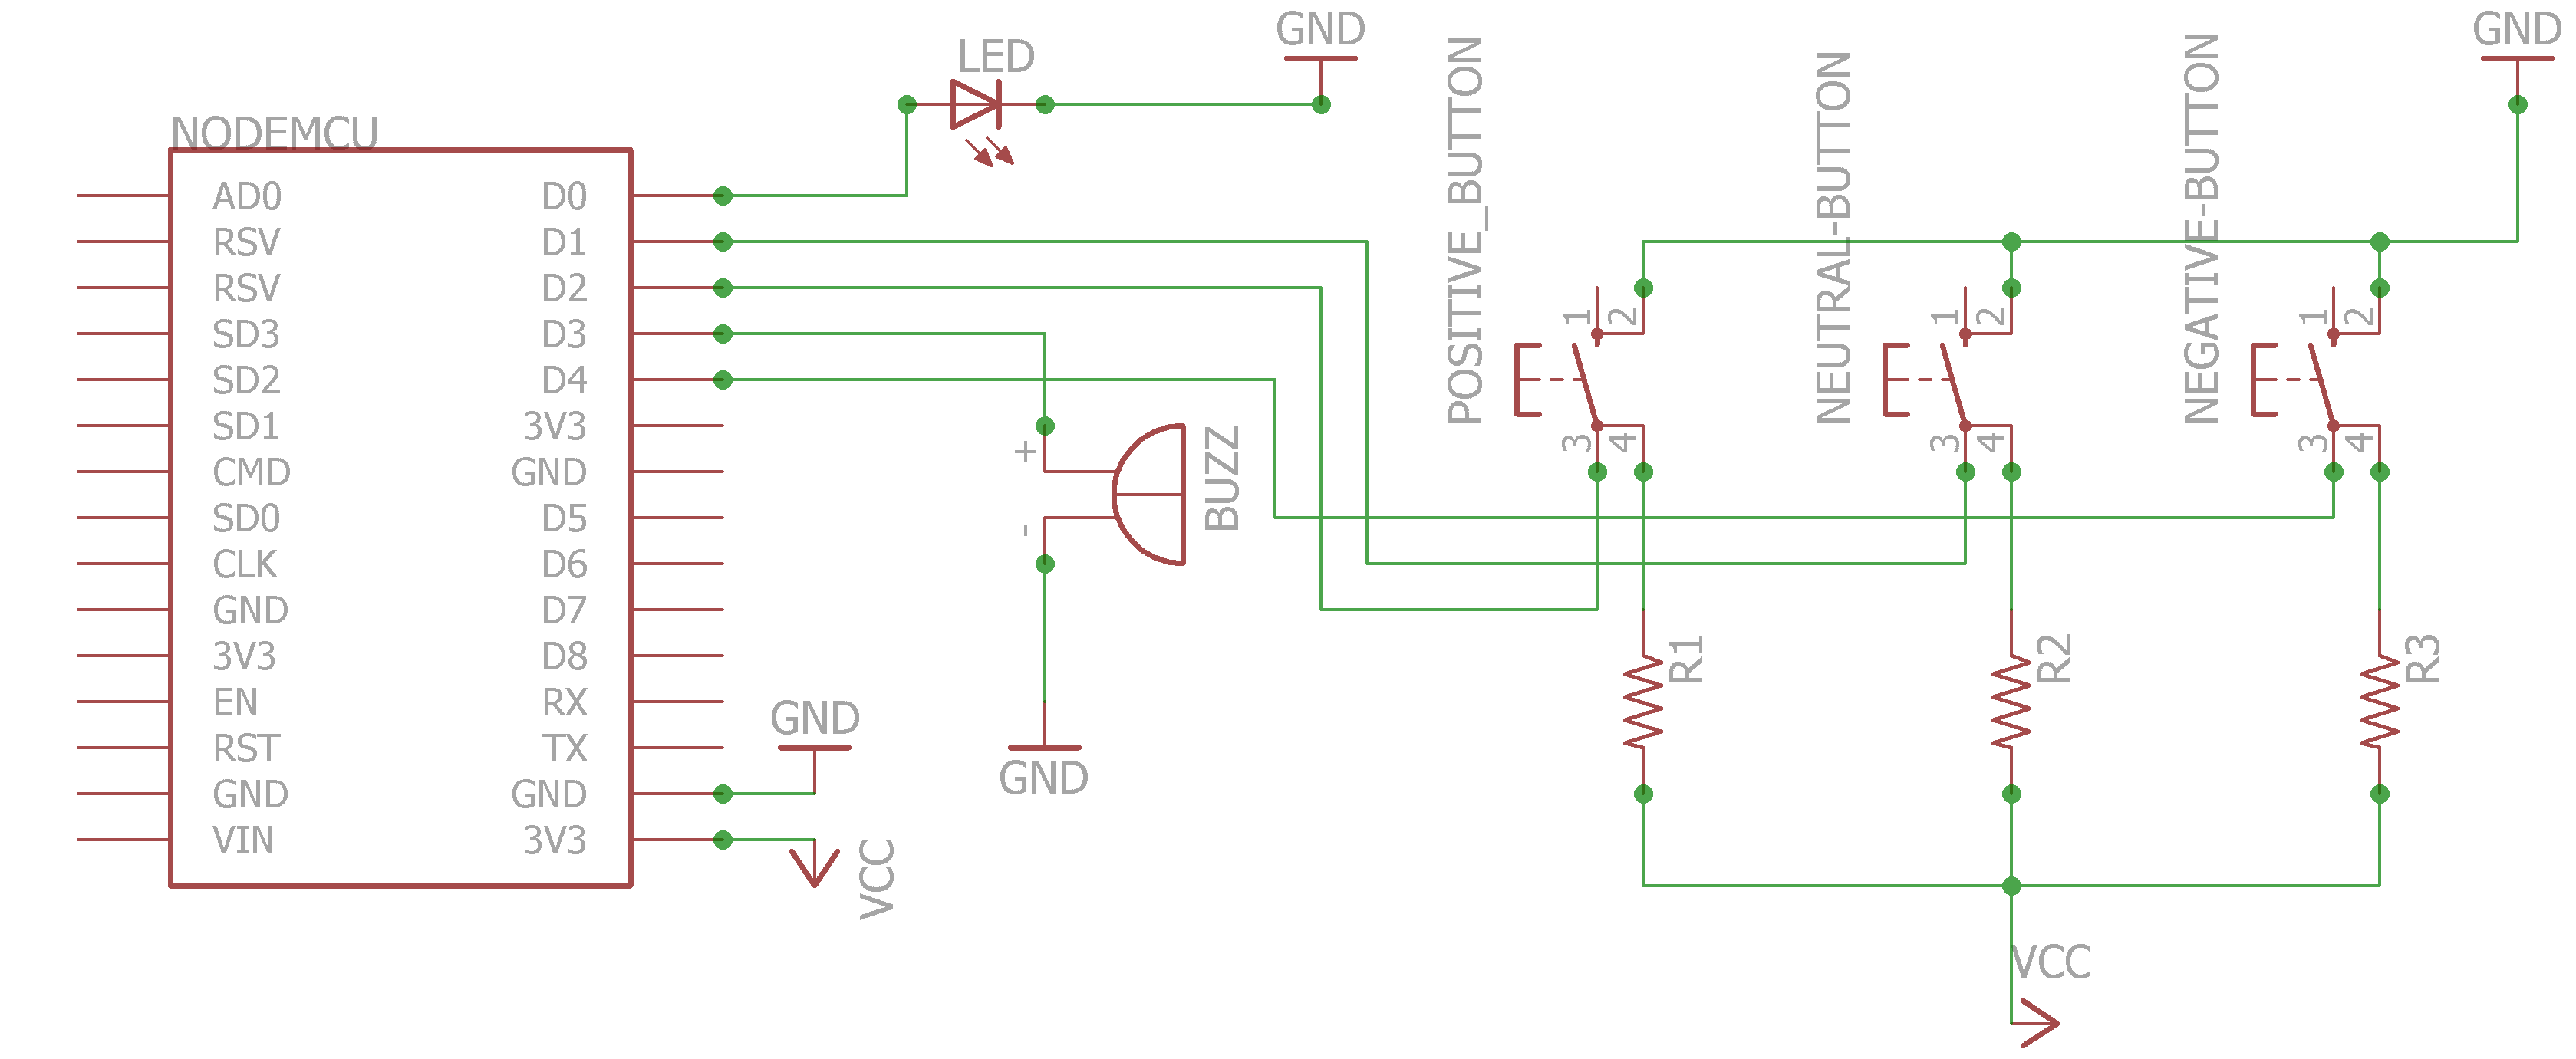 LED
GND
GND
POSITIVE_BUTTON
NEUTRAL-BUTTON
NEGATIVE-BUTTON
NODEMCU
AD0 D0
RSV D1
RSV D2
SD3 D3
SD2 D4
SD1 3V3
CMD GND
SD0 D5
CLK D6
GND D7
3V3 D8
EN RX
RST TX
GND GND
VIN 3V3
1 2
1 2
1 2
3 4
3 4
3 4
+
-
BUZZ
R1
R2
R3
GND
GND
VCC
VCC